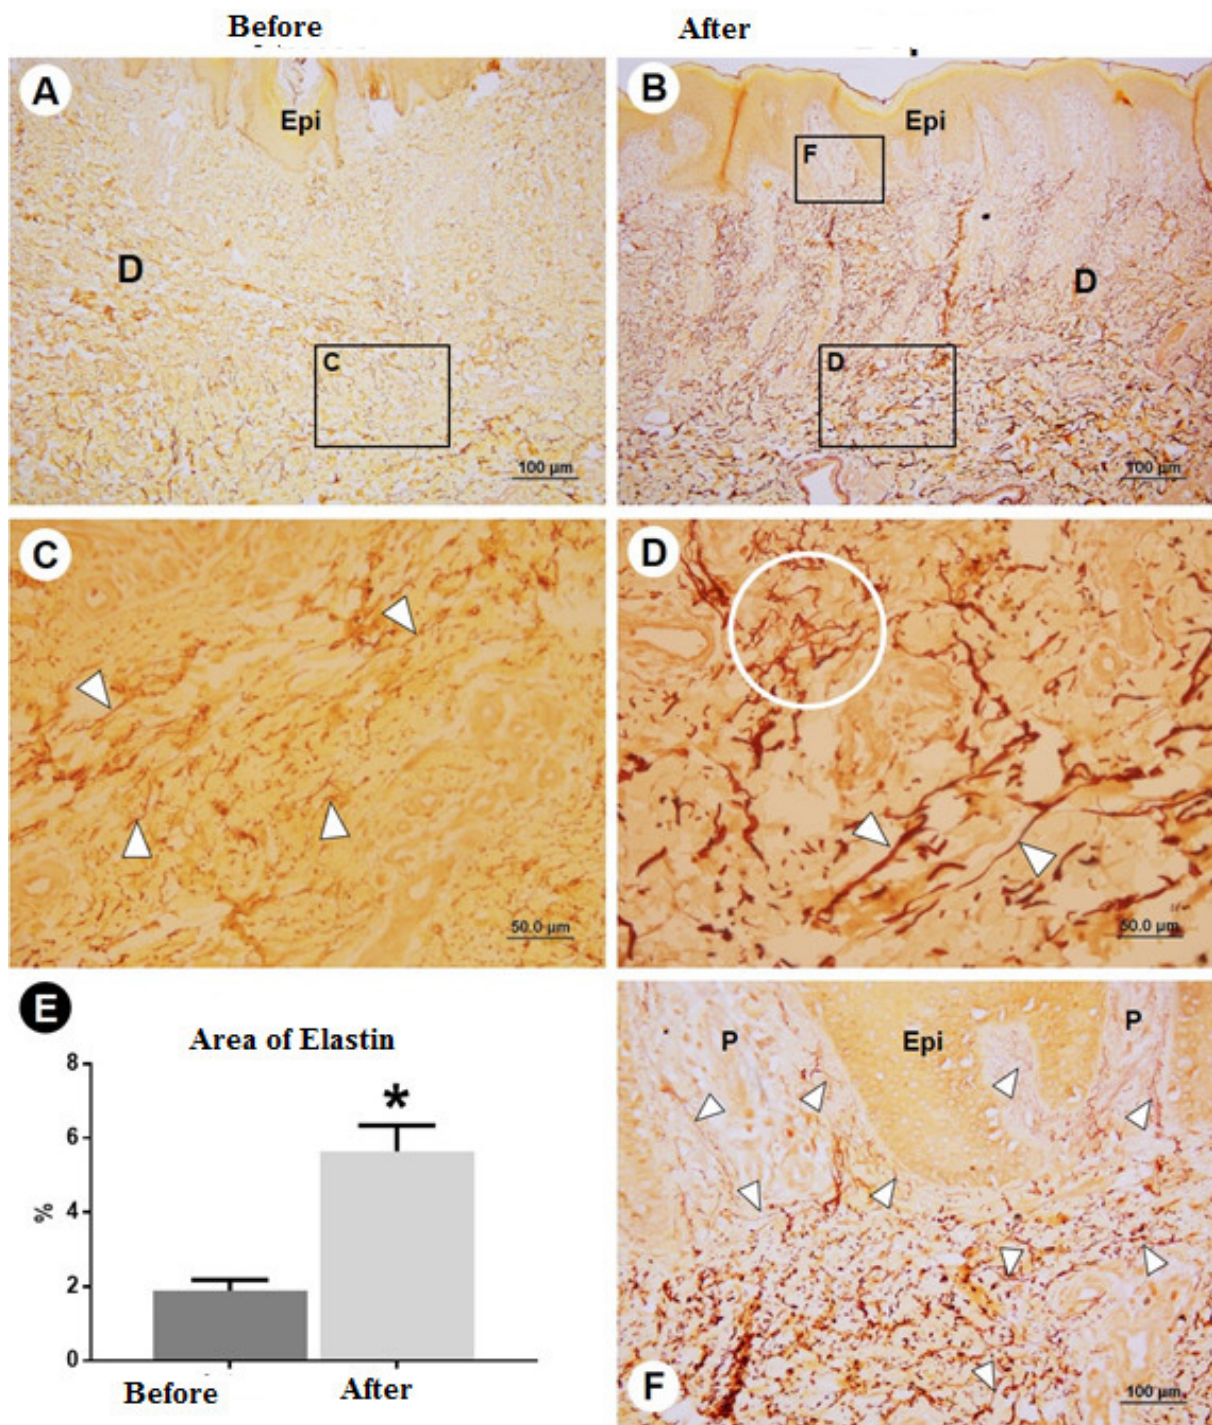 Before
After
A
Epi
D
C
100 µm
B
Epi
F
D
D
100 µm
C
50.0 µm
D
50.0 µm
E
Area of Elastin
8
6
4
2
0
%
*
Before
After
P
Epi
P
F
100 µm